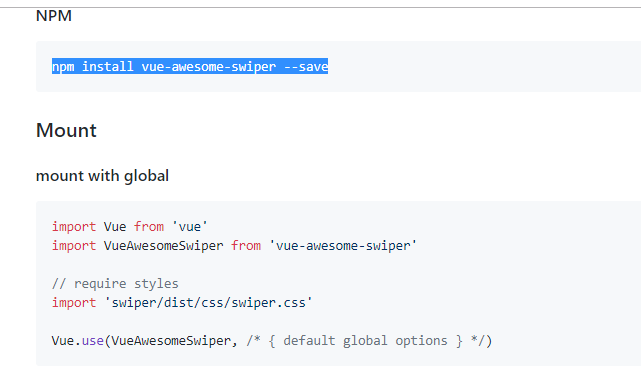 NPM
npm install vue-awesome-swiper --save
Mount
mount with global
import Vue from 'vue'
import VueAwesomeSwiper from 'vue-awesome-swiper'
// require styles
import 'swiper/dist/css/swiper.css'
Vue.use(VueAwesomeSwiper, /* { default global options } */)